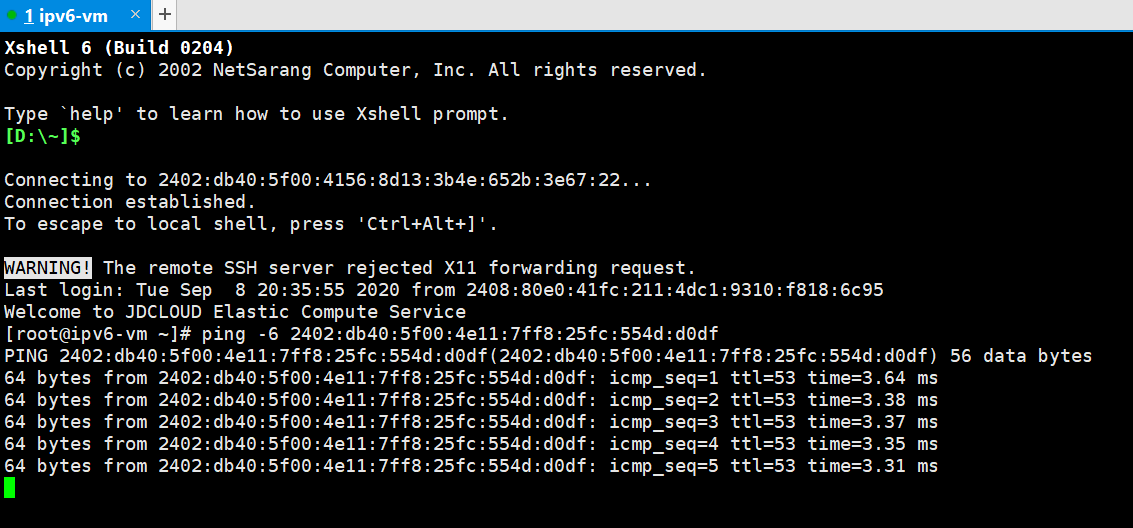 1 ipv6-vm × +
Xshell 6 (Build 0204)
Copyright (c) 2002 NetSarang Computer, Inc. All rights reserved.
Type `help' to learn how to use Xshell prompt.
[D:\~]$
Connecting to 2402:db40:5f00:4156:8d13:3b4e:652b:3e67:22...
Connection established.
To escape to local shell, press 'Ctrl+Alt+]'.
WARNING! The remote SSH server rejected X11 forwarding request.
Last login: Tue Sep  8 20:35:55 2020 from 2408:80e0:41fc:211:4dc1:9310:f818:6c95
Welcome to JDCLOUD Elastic Compute Service
[root@ipv6-vm ~]# ping -6 2402:db40:5f00:4e11:7ff8:25fc:554d:d0df
PING 2402:db40:5f00:4e11:7ff8:25fc:554d:d0df(2402:db40:5f00:4e11:7ff8:25fc:554d:d0df) 56 data bytes
64 bytes from 2402:db40:5f00:4e11:7ff8:25fc:554d:d0df: icmp_seq=1 ttl=53 time=3.64 ms
64 bytes from 2402:db40:5f00:4e11:7ff8:25fc:554d:d0df: icmp_seq=2 ttl=53 time=3.38 ms
64 bytes from 2402:db40:5f00:4e11:7ff8:25fc:554d:d0df: icmp_seq=3 ttl=53 time=3.37 ms
64 bytes from 2402:db40:5f00:4e11:7ff8:25fc:554d:d0df: icmp_seq=4 ttl=53 time=3.35 ms
64 bytes from 2402:db40:5f00:4e11:7ff8:25fc:554d:d0df: icmp_seq=5 ttl=53 time=3.31 ms